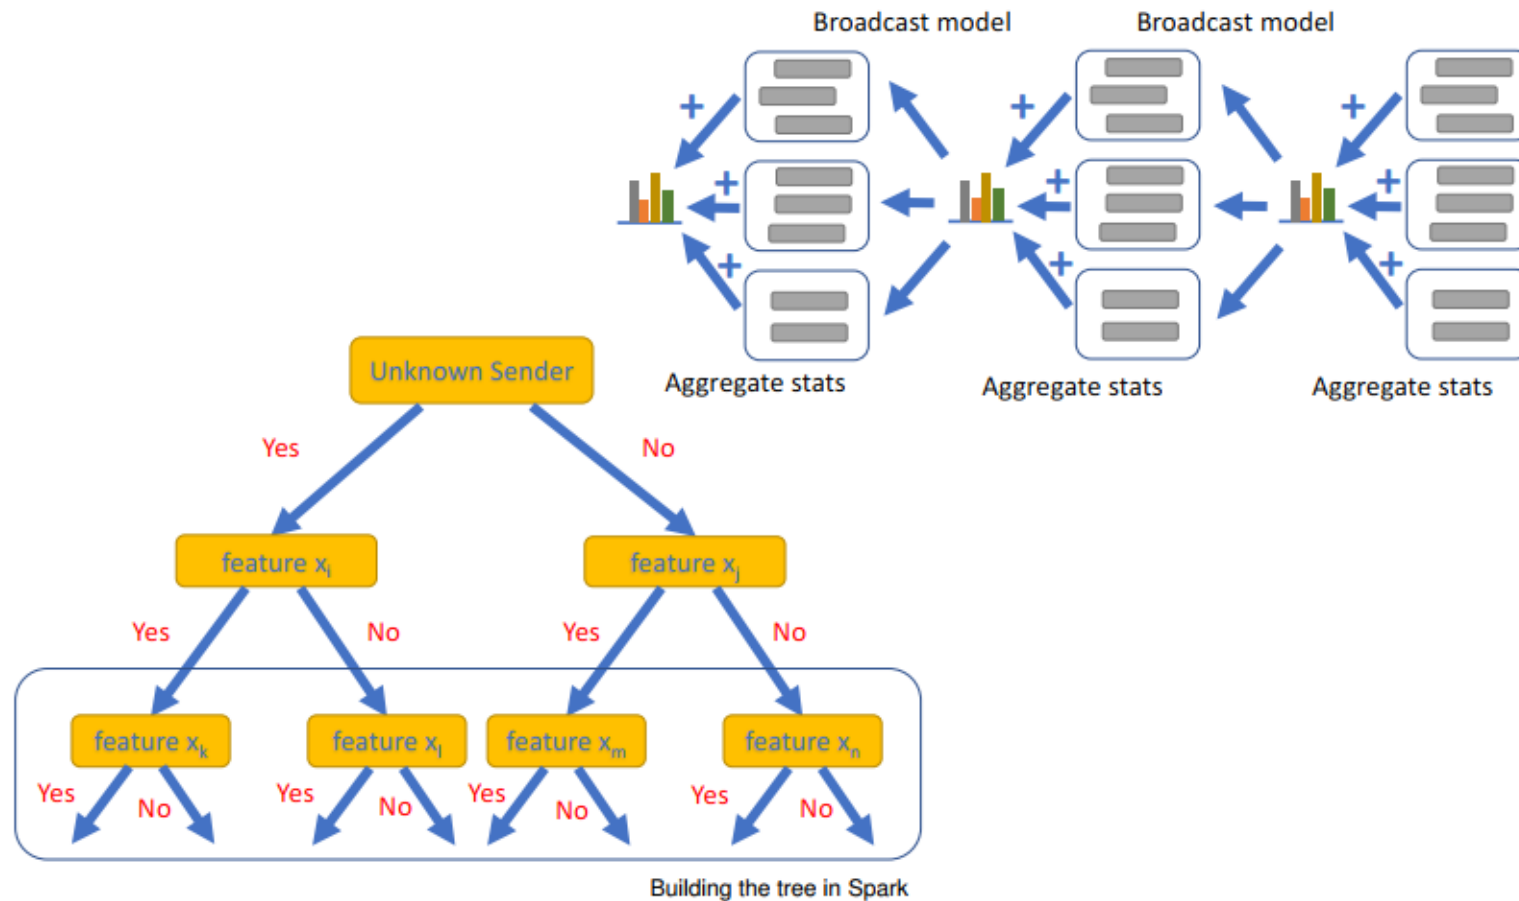 Broadcast model Broadcast model
+ + +
+ + +
+ + +
Aggregate stats Aggregate stats Aggregate stats
Unknown Sender
Yes No
feature xi feature xj
Yes No Yes No
feature xk feature xl feature xm feature xn
Yes No Yes No Yes No Yes No
Building the tree in Spark